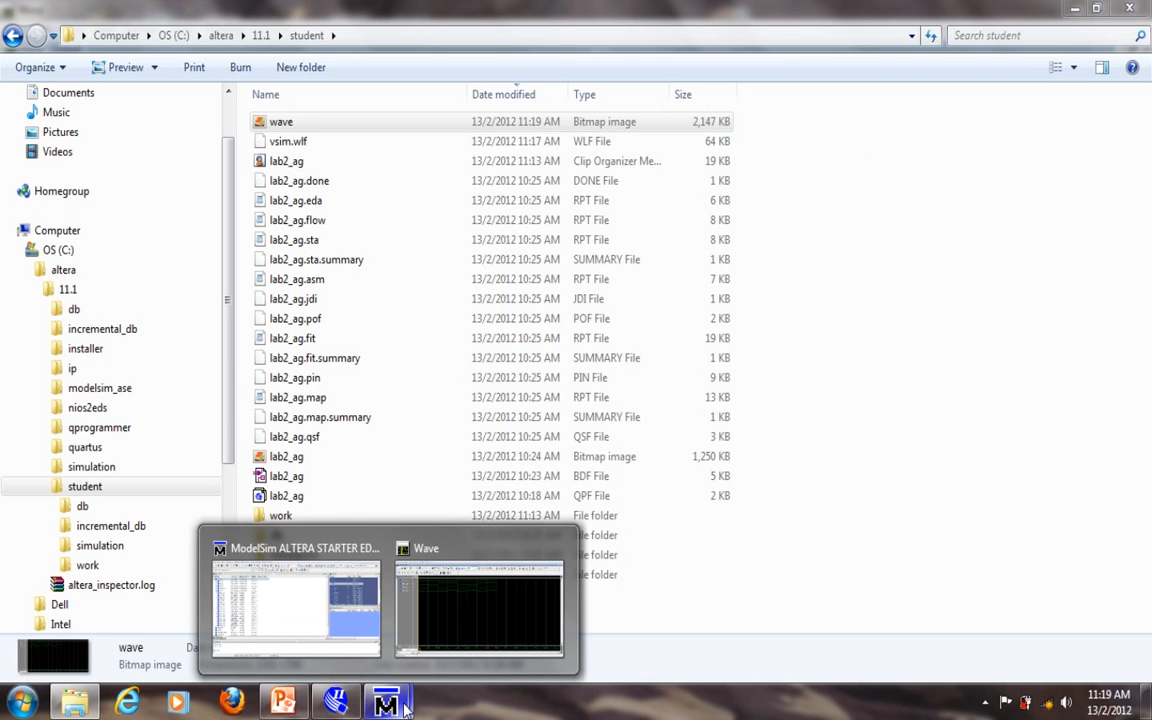 Computer
OS (C:)
altera
11.1
student
Search student
Organize
Preview
Print
Burn
New folder
Name
Date modified
Type
Size
Documents
Music
Pictures
Videos
Homegroup
Computer
OS (C:)
altera
11.1
db
incremental_db
installer
ip
modelsim_ase
nios2eds
qprogrammer
quartus
simulation
student
db
incremental_db
simulation
work
altera_inspector.log
Dell
Intel
wave 13/2/2012 11:19 AM Bitmap image 2,147 KB
vsim.wlf 13/2/2012 11:17 AM WLF File 64 KB
lab2_ag 13/2/2012 11:13 AM Clip Organizer Me... 19 KB
lab2_ag.done 13/2/2012 10:25 AM DONE File 1 KB
lab2_ag.eda 13/2/2012 10:25 AM RPT File 6 KB
lab2_ag.flow 13/2/2012 10:25 AM RPT File 8 KB
lab2_ag.sta 13/2/2012 10:25 AM RPT File 8 KB
lab2_ag.sta.summary 13/2/2012 10:25 AM SUMMARY File 1 KB
lab2_ag.asm 13/2/2012 10:25 AM RPT File 7 KB
lab2_ag.jdi 13/2/2012 10:25 AM JDI File 1 KB
lab2_ag.pof 13/2/2012 10:25 AM POF File 2 KB
lab2_ag.fit 13/2/2012 10:25 AM RPT File 19 KB
lab2_ag.fit.summary 13/2/2012 10:25 AM SUMMARY File 1 KB
lab2_ag.pin 13/2/2012 10:25 AM PIN File 9 KB
lab2_ag.map 13/2/2012 10:25 AM RPT File 13 KB
lab2_ag.map.summary 13/2/2012 10:25 AM SUMMARY File 1 KB
lab2_ag.qsf 13/2/2012 10:25 AM QSF File 3 KB
lab2_ag 13/2/2012 10:24 AM Bitmap image 1,250 KB
lab2_ag 13/2/2012 10:23 AM BDF File 5 KB
lab2_ag 13/2/2012 10:18 AM QPF File 2 KB
work 13/2/2012 11:13 AM File folder
File folder
File folder
ModelSim ALTERA STARTER ED...
Wave
wave
Bitmap image
11:19 AM
13/2/2012